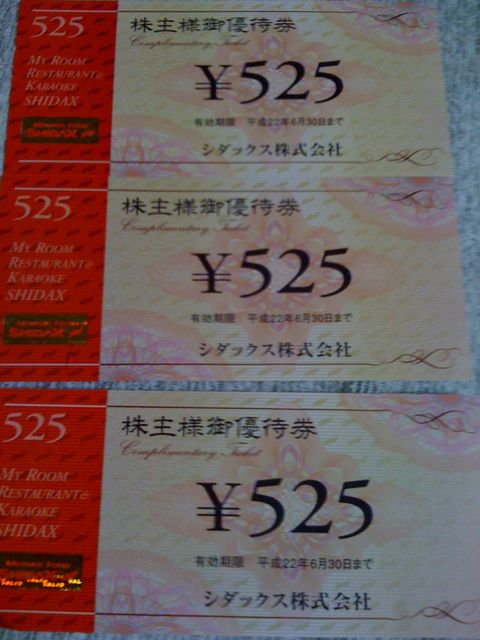 525
MY ROOM
RESTAURANT&
KARAOKE
SHIDAX
SHIDAX
株主様御優待券
Complimentary Ticket
¥525
有効期限 平成22年6月30日まで
シダックス株式会社
525
MY ROOM
RESTAURANT&
KARAOKE
SHIDAX
SHIDAX
株主様御優待券
Complimentary Ticket
¥525
有効期限 平成22年6月30日まで
シダックス株式会社
525
MY ROOM
RESTAURANT&
KARAOKE
SHIDAX
株主様御優待券
Complimentary Ticket
¥525
有効期限 平成22年6月30日まで
シダックス株式会社